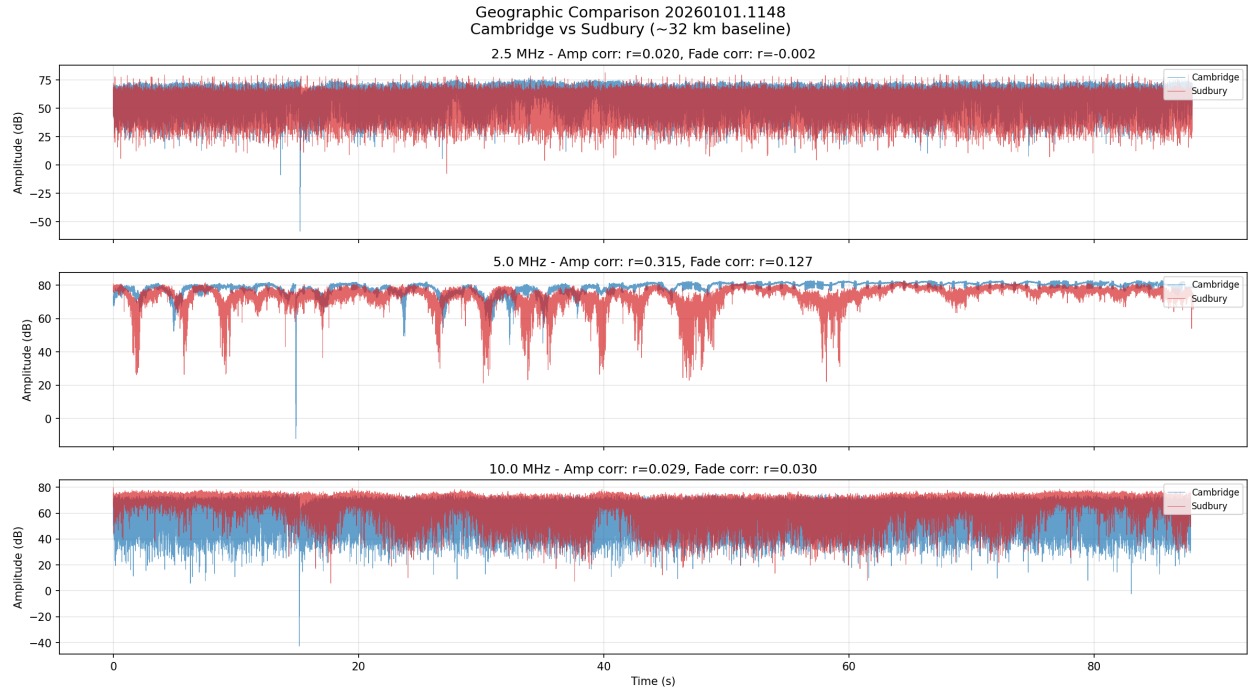 Geographic Comparison 20260101.1148
Cambridge vs Sudbury (~32 km baseline)
2.5 MHz - Amp corr: r=0.020, Fade corr: r=-0.002
Amplitude (dB)
75
50
25
0
−25
−50
Cambridge
Sudbury
5.0 MHz - Amp corr: r=0.315, Fade corr: r=0.127
Amplitude (dB)
80
60
40
20
0
Cambridge
Sudbury
10.0 MHz - Amp corr: r=0.029, Fade corr: r=0.030
Amplitude (dB)
80
60
40
20
0
−20
−40
Cambridge
Sudbury
0
20
40
60
80
Time (s)